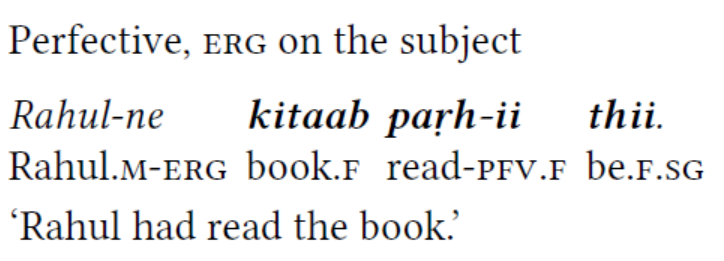 Perfective, ERG on the subject
Rahul-ne kitaab paṛh-ii thii.
Rahul.M-ERG book.F read-PFV.F be.F.SG
‘Rahul had read the book.’